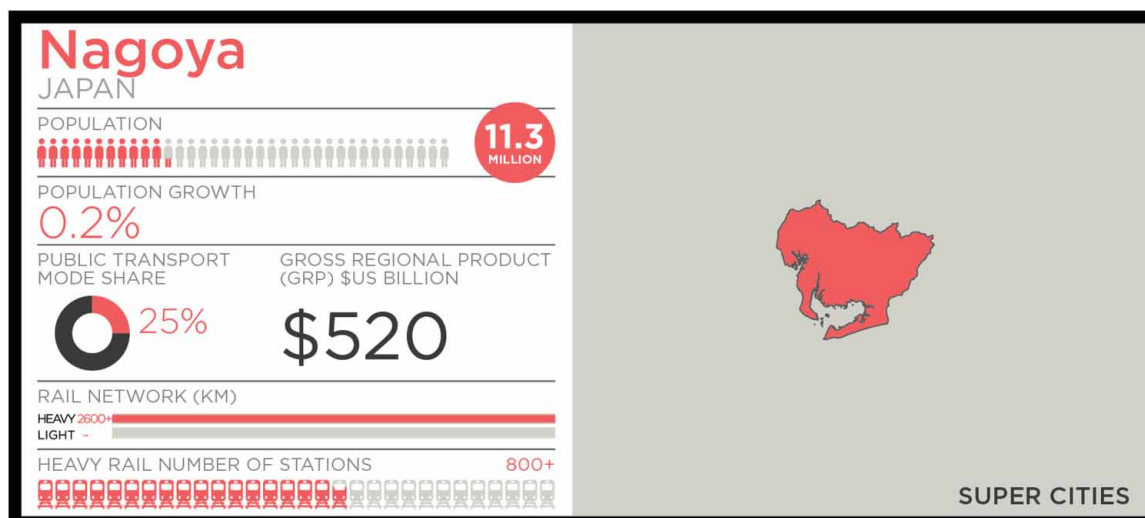 Nagoya
JAPAN
POPULATION
11.3
MILLION
POPULATION GROWTH
0.2%
PUBLIC TRANSPORT
MODE SHARE
25%
GROSS REGIONAL PRODUCT
(GRP) $US BILLION
$520
RAIL NETWORK (KM)
HEAVY 2600+
LIGHT -
HEAVY RAIL NUMBER OF STATIONS 800+
SUPER CITIES